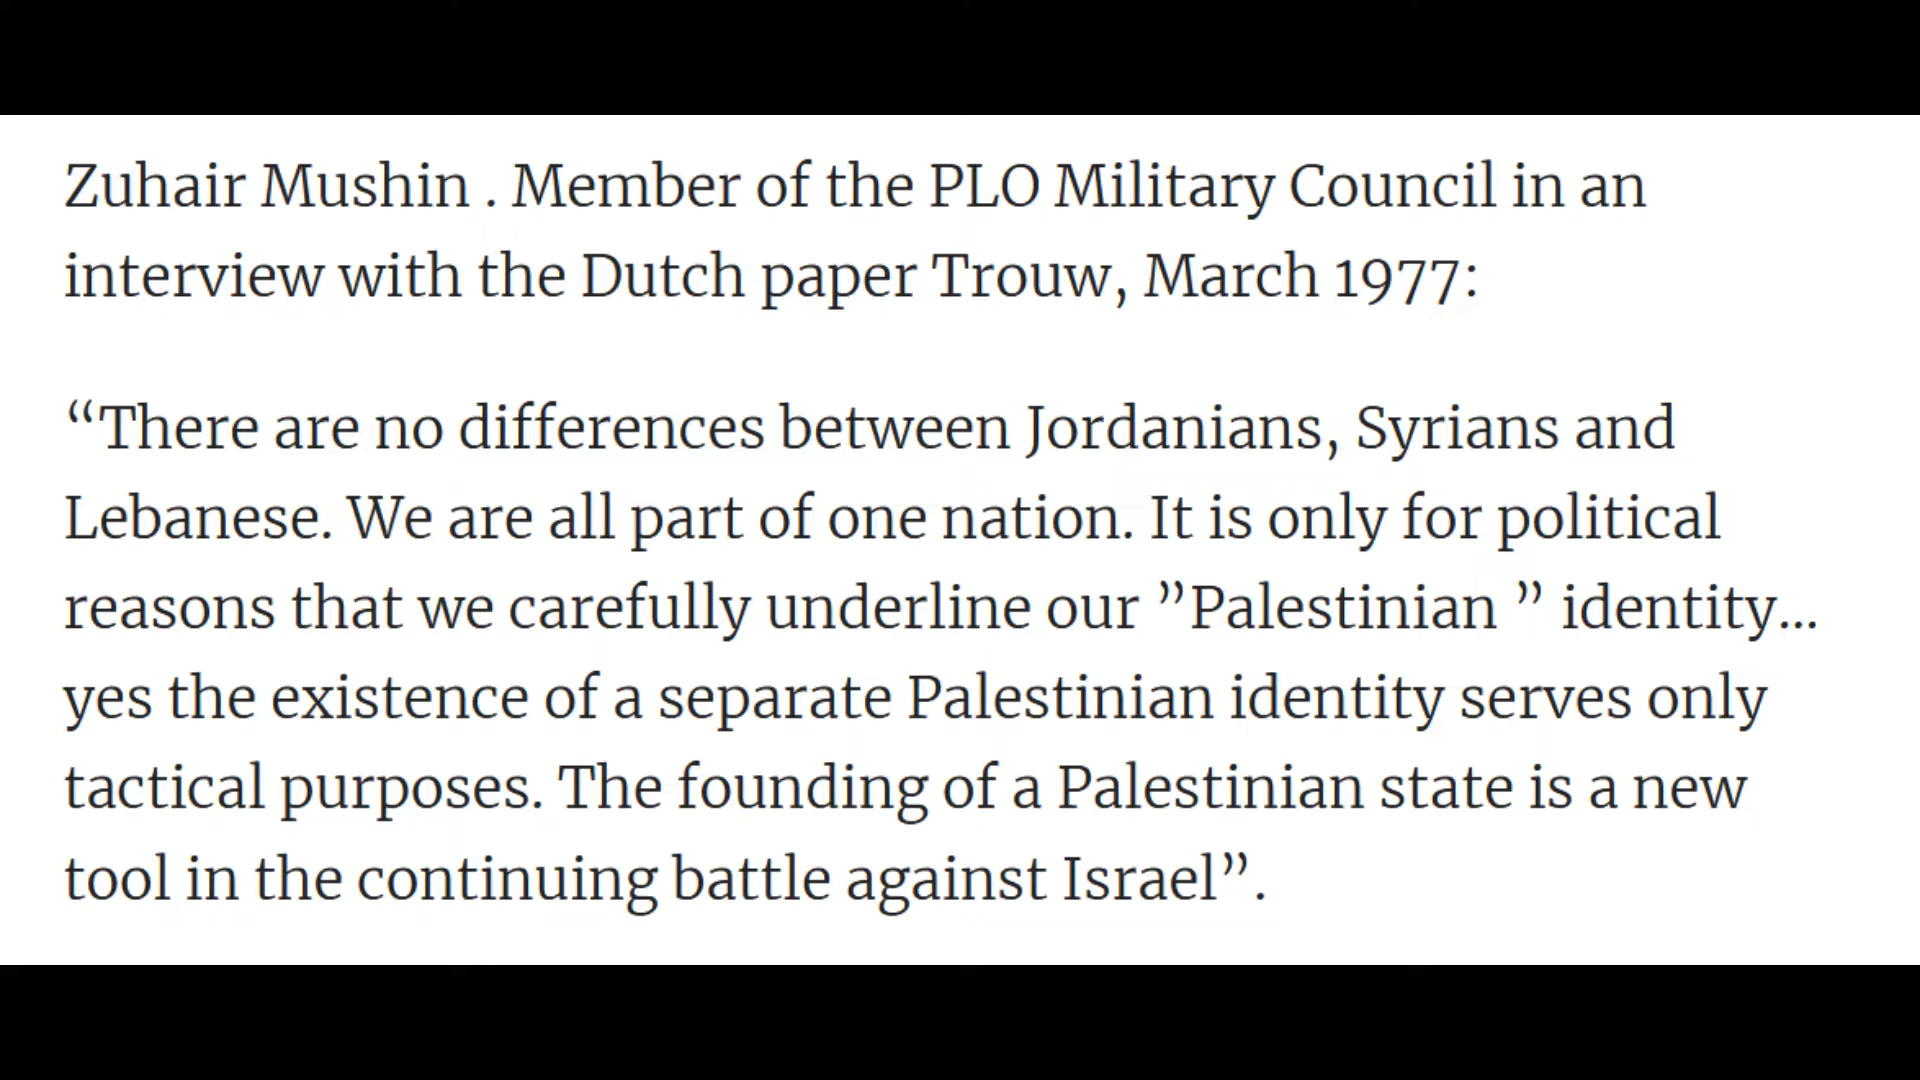 Zuhair Mushin . Member of the PLO Military Council in an
interview with the Dutch paper Trouw, March 1977:
“There are no differences between Jordanians, Syrians and
Lebanese. We are all part of one nation. It is only for political
reasons that we carefully underline our ”Palestinian ” identity...
yes the existence of a separate Palestinian identity serves only
tactical purposes. The founding of a Palestinian state is a new
tool in the continuing battle against Israel”.